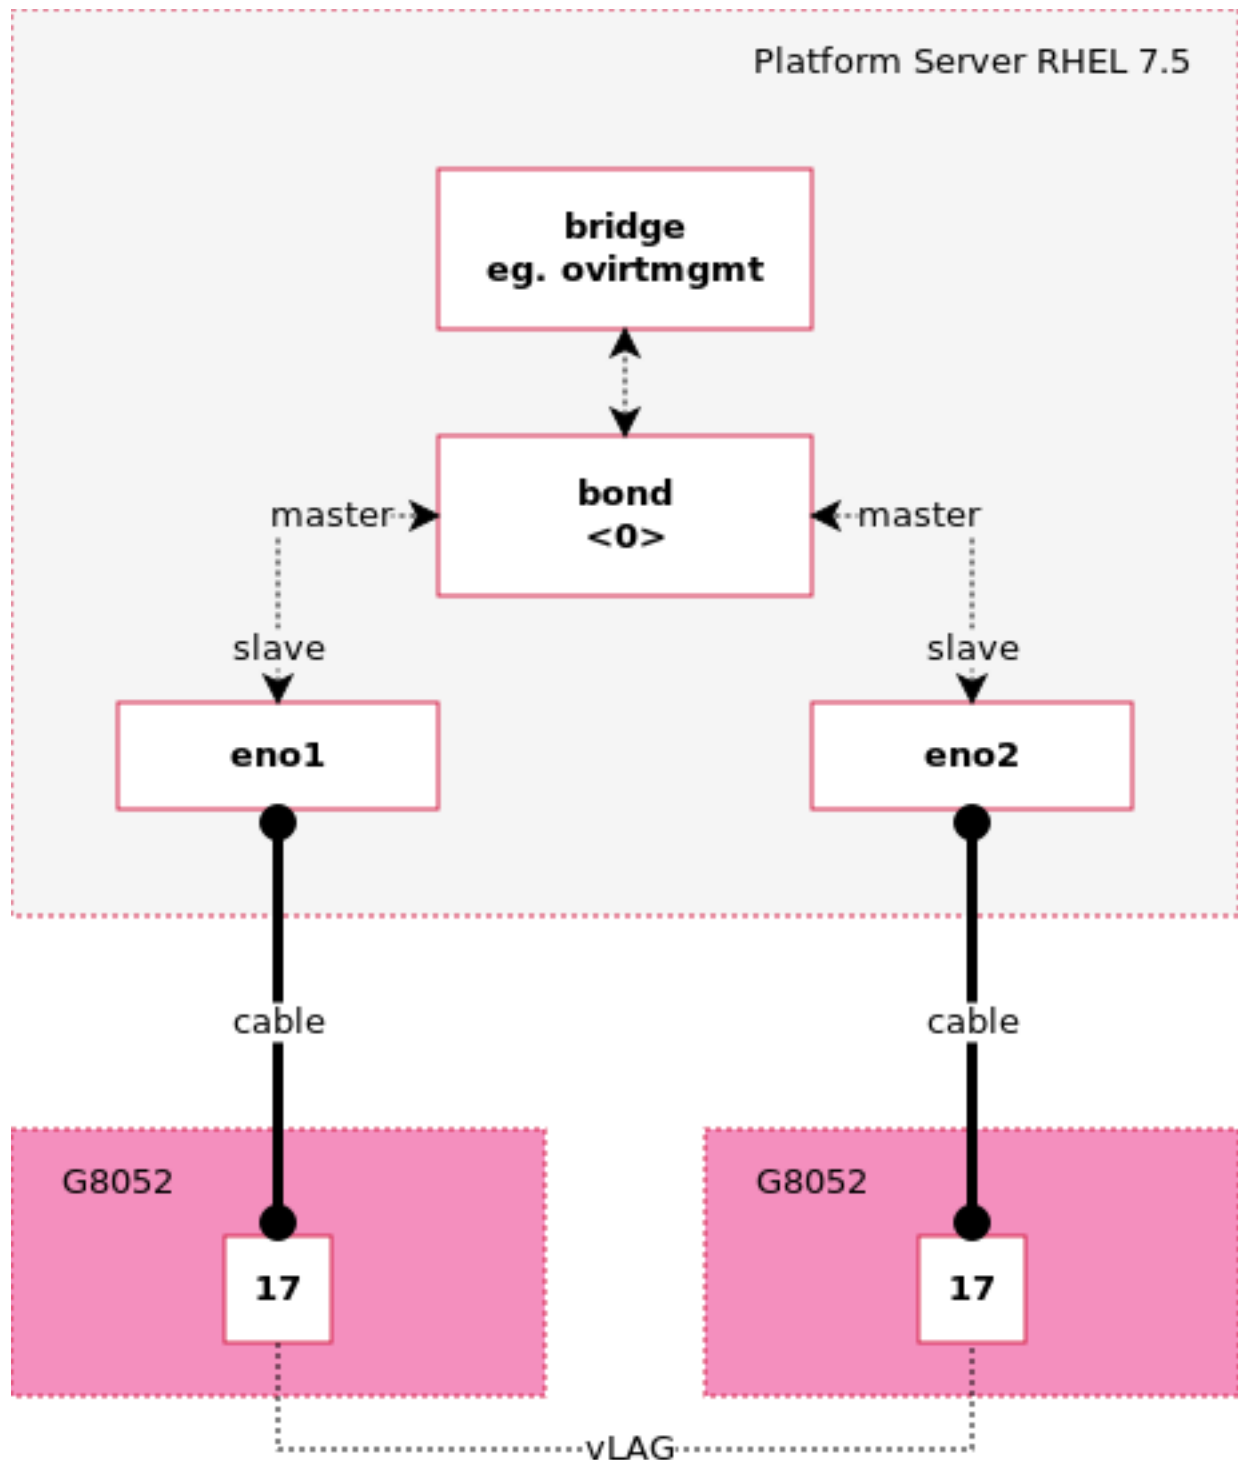 Platform Server RHEL 7.5
bridge
eg. ovirtmgmt
bond
<0>
master
master
slave
slave
eno1
eno2
cable
cable
G8052
G8052
17
17
vLAG